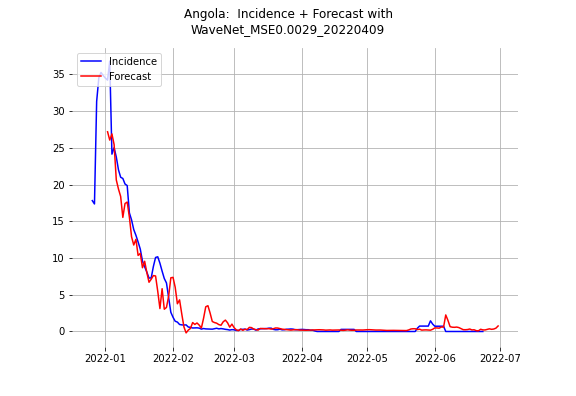 Angola:  Incidence + Forecast with
WaveNet_MSE0.0029_20220409
Incidence
Forecast
35
30
25
20
15
10
5
0
2022-01 2022-02 2022-03 2022-04 2022-05 2022-06 2022-07